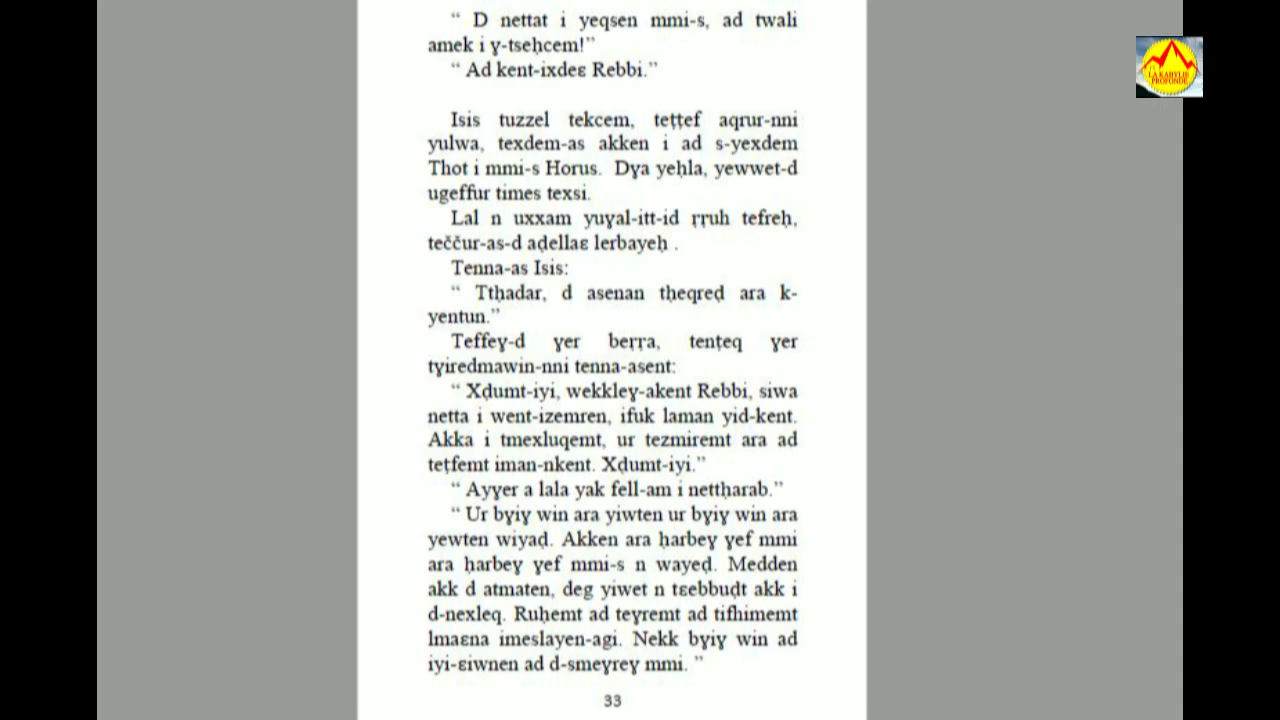 “ D nettat i yeqsen mmi-s, ad twali
amek i ɣ-tseḥcem!”
“ Ad kent-ixdeɛ Rebbi.”
Isis tuzzel tekcem, teṭṭef aqrur-nni
yulwa, texdem-as akken i ad s-yexdem
Thot i mmi-s Horus. Dɣa yeḥla, yewwet-d
ugeffur times texsi.
Lal n uxxam yuɣal-itt-id ṛṛuh tefreḥ,
teččur-as-d aḍellaɛ lerbayeḥ .
Tenna-as Isis:
“ Ttḥadar, d asenan tḥeqreḍ ara k-
yentun.”
Teffeɣ-d ɣer beṛṛa, tenṭeq ɣer
tɣiredmawin-nni tenna-asent:
“ Xḍumt-iyi, wekkleɣ-akent Rebbi, siwa
netta i went-izemren, ifuk laman yid-kent.
Akka i tmexluqemt, ur tezmiremt ara ad
teṭfemt iman-nkent. Xḍumt-iyi.”
“ Ayɣer a lala yak fell-am i nettḥarab.”
“ Ur bɣiɣ win ara yiwten ur bɣiɣ win ara
yewten wiyaḍ. Akken ara ḥarbeɣ ɣef mmi
ara ḥarbeɣ ɣef mmi-s n wayeḍ. Medden
akk d atmaten, deg yiwet n tɛebbuḍt akk i
d-nexleq. Ruḥemt ad teɣremt ad tifhimemt
lmaɛna imeslayen-agi. Nekk bɣiɣ win ad
iyi-ɛiwnen ad d-smeɣreɣ mmi. ”
33
LA KABYLIE
PROFONDE